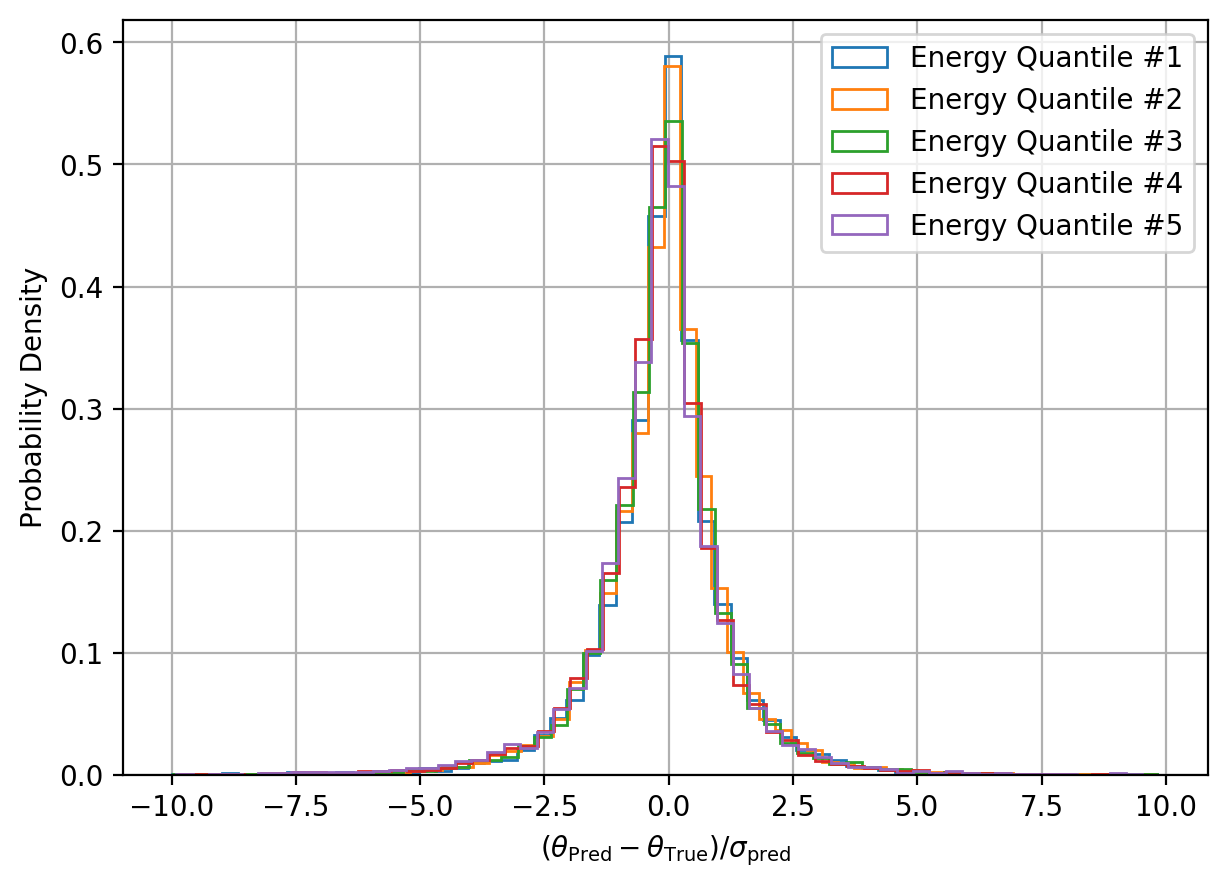 0.6
0.5
0.4
0.3
0.2
0.1
0.0
Probability Density
Energy Quantile #1
Energy Quantile #2
Energy Quantile #3
Energy Quantile #4
Energy Quantile #5
−10.0 −7.5 −5.0 −2.5 0.0 2.5 5.0 7.5 10.0
(θPred − θTrue)/σpred